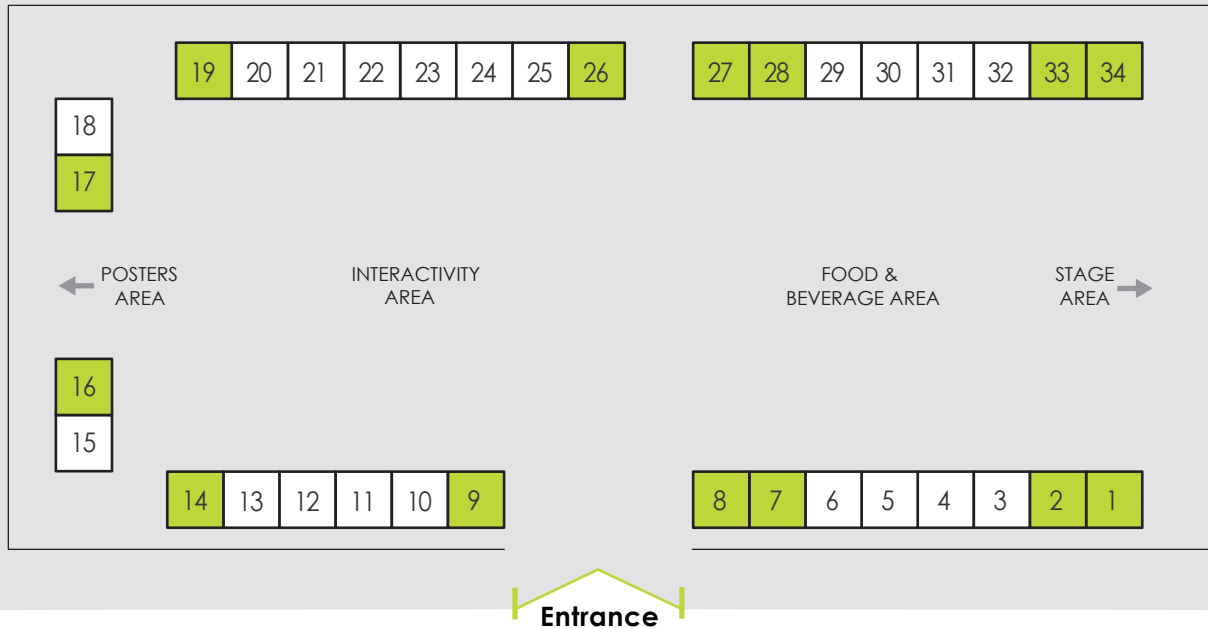 19 20 21 22 23 24 25 26 27 28 29 30 31 32 33 34
18
17
POSTERS
AREA
INTERACTIVITY
AREA
FOOD &
BEVERAGE AREA
STAGE
AREA
16
15
14 13 12 11 10 9 8 7 6 5 4 3 2 1
Entrance